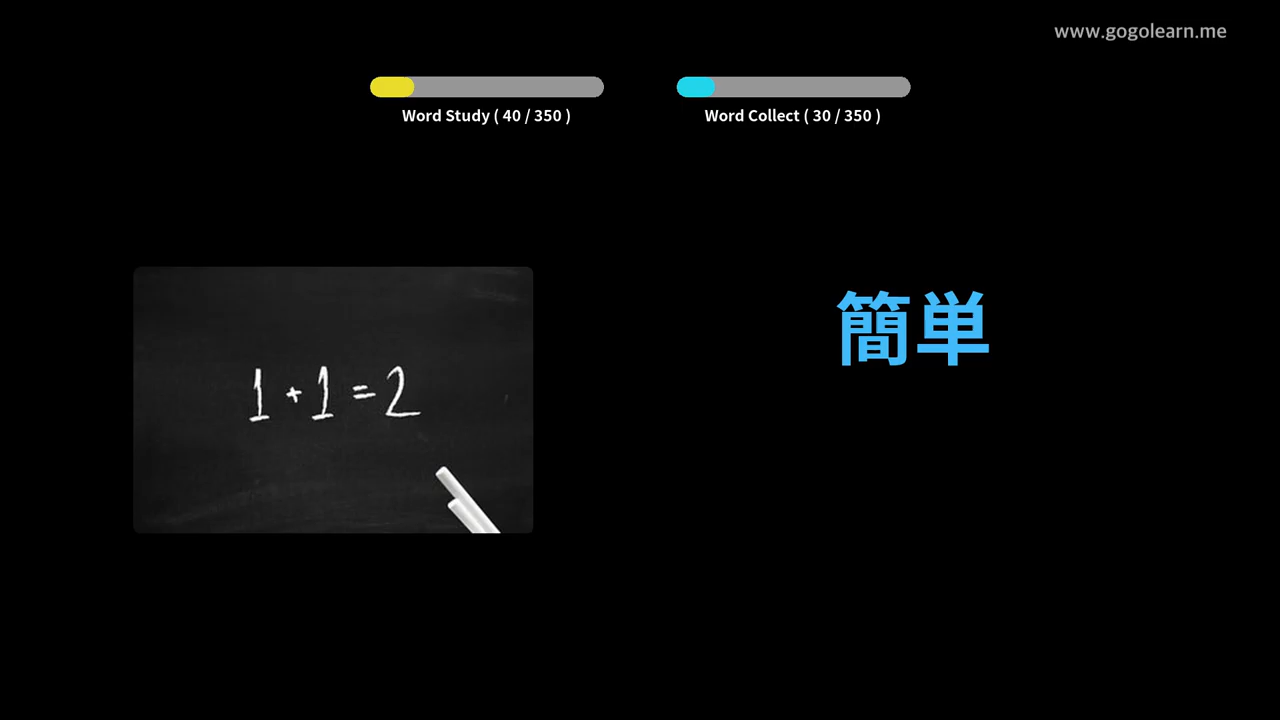 www.gogolearn.me
Word Study ( 40 / 350 )
Word Collect ( 30 / 350 )
1 + 1 = 2
簡単